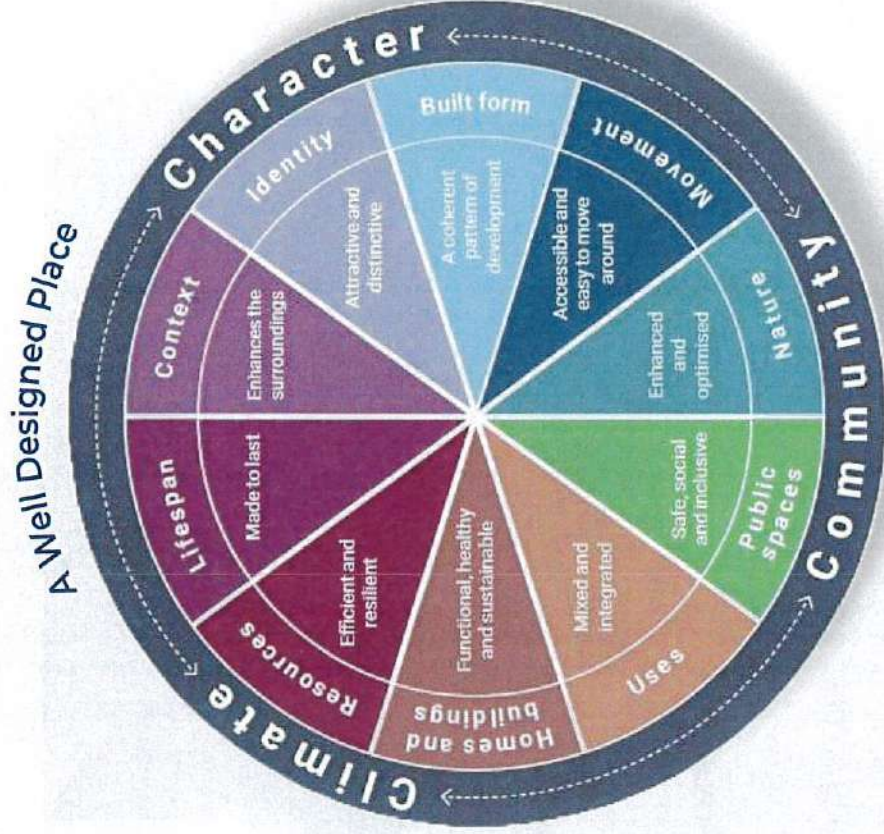 A Well Designed Place
Character
Community
Climate
Context
Enhances the
surroundings
Identity
Attractive and
distinctive
Built form
A coherent
pattern of
development
Movement
Accessible and
easy to move
around
Nature
Enhanced
and
optimised
Public
spaces
Safe, social
and inclusive
Uses
Mixed and
integrated
Homes and
buildings
Functional, healthy
and sustainable
Resources
Efficient and
resilient
Lifespan
Made to last